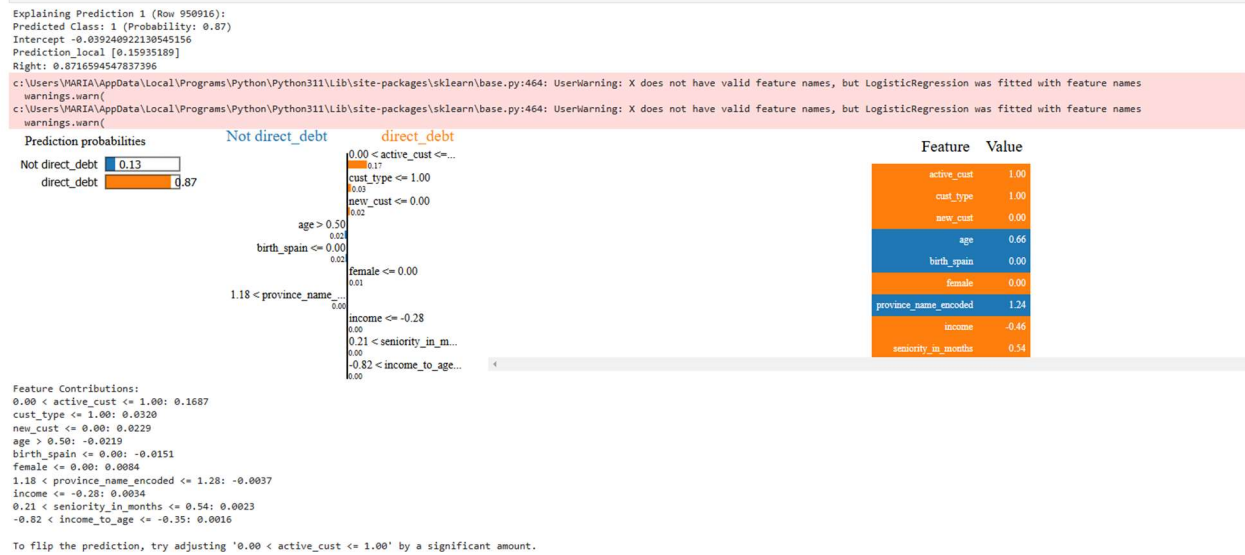 Explaining Prediction 1 (Row 950916):
Predicted Class: 1 (Probability: 0.87)
Intercept -0.039240922130545156
Prediction_local [0.15935189]
Right: 0.8716594547837396
c:\Users\MARIA\AppData\Local\Programs\Python\Python311\Lib\site-packages\sklearn\base.py:464: UserWarning: X does not have valid feature names, but LogisticRegression was fitted with feature names
warnings.warn(
c:\Users\MARIA\AppData\Local\Programs\Python\Python311\Lib\site-packages\sklearn\base.py:464: UserWarning: X does not have valid feature names, but LogisticRegression was fitted with feature names
warnings.warn(
Prediction probabilities
Not direct_debt 0.13
direct_debt 0.87
Not direct_debt direct_debt
0.00 < active_cust <=...
0.17
cust_type <= 1.00
0.03
new_cust <= 0.00
0.02
age > 0.50
0.02
birth_spain <= 0.00
0.02
female <= 0.00
0.01
1.18 < province_name_...
0.00
income <= -0.28
0.00
0.21 < seniority_in_m...
0.00
-0.82 < income_to_age...
0.00
Feature Value
active_cust 1.00
cust_type 1.00
new_cust 0.00
age 0.66
birth_spain 0.00
female 0.00
province_name_encoded 1.24
income -0.46
seniority_in_months 0.54
Feature Contributions:
0.00 < active_cust <= 1.00: 0.1687
cust_type <= 1.00: 0.0320
new_cust <= 0.00: 0.0229
age > 0.50: -0.0219
birth_spain <= 0.00: -0.0151
female <= 0.00: 0.0084
1.18 < province_name_encoded <= 1.28: -0.0037
income <= -0.28: 0.0034
0.21 < seniority_in_months <= 0.54: 0.0023
-0.82 < income_to_age <= -0.35: 0.0016
To flip the prediction, try adjusting '0.00 < active_cust <= 1.00' by a significant amount.